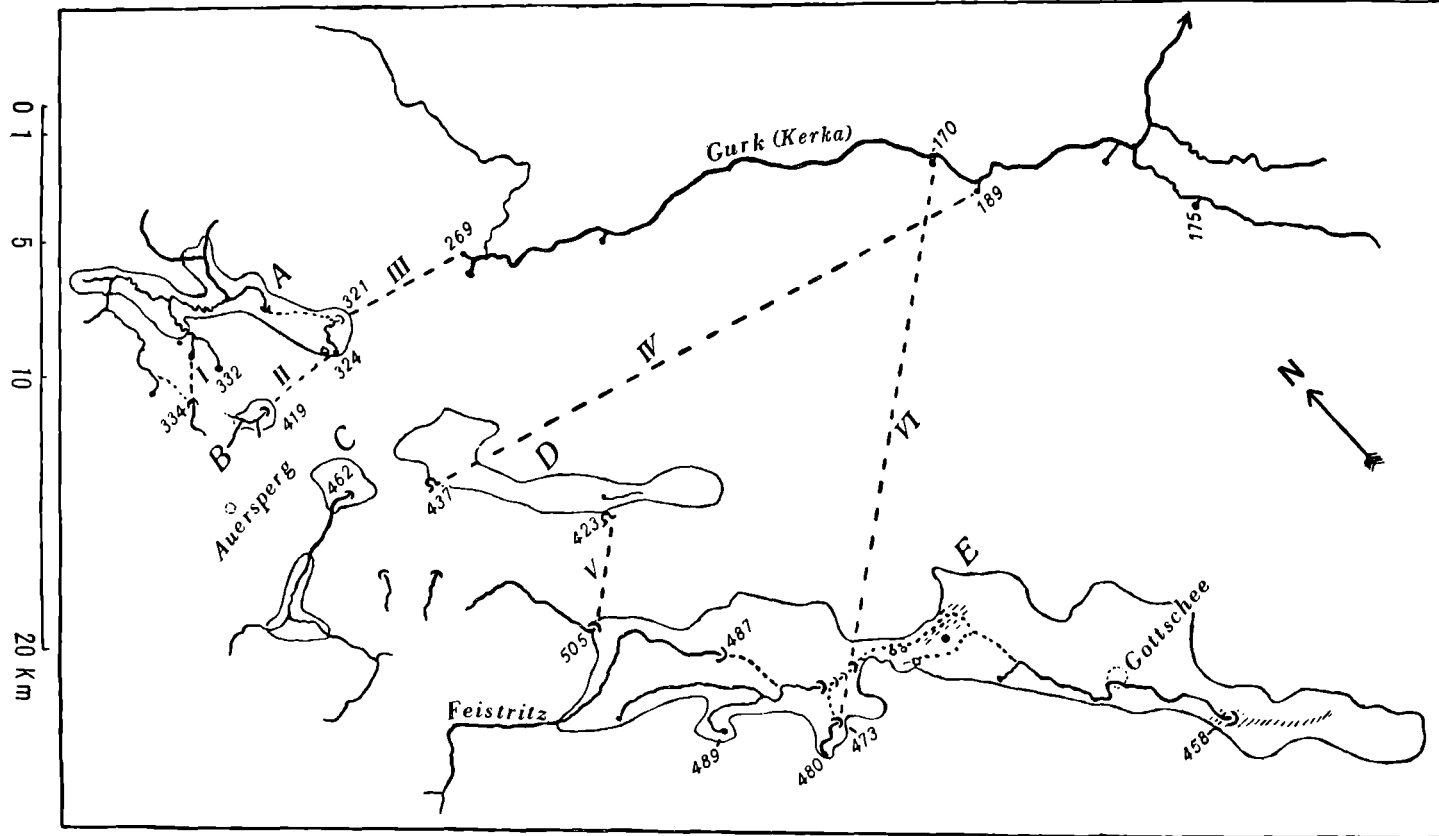 0
1
5
10
20 km
Gurk (Kerka)
170
189
175
269
III
A
321
324
I
332
II
334
419
B
C
462
Auersperg
IV
VI
N
D
437
423
V
E
505
487
Gottschee
Feistritz
489
480
473
458